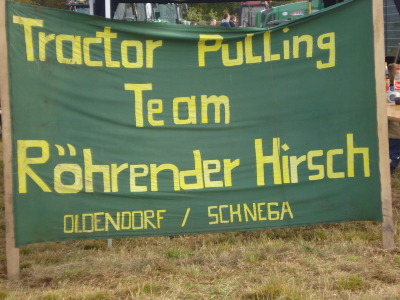 Tractor Pulling
Team
Röhrender Hirsch
OLDENDORF / SCHNEGA